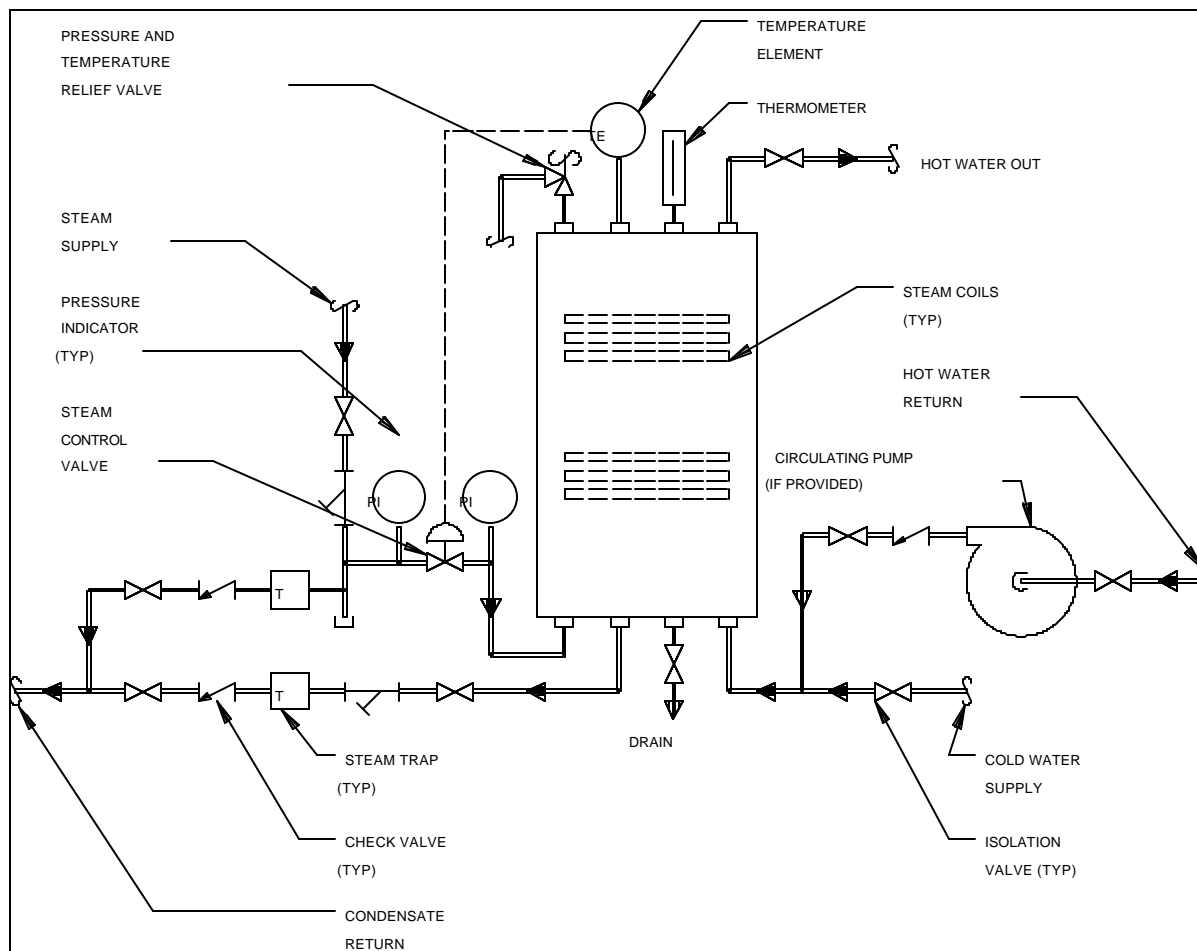 PRESSURE AND
TEMPERATURE
RELIEF VALVE
TEMPERATURE
ELEMENT
THERMOMETER
TE
HOT WATER OUT
STEAM
SUPPLY
PRESSURE
INDICATOR
(TYP)
STEAM COILS
(TYP)
HOT WATER
RETURN
STEAM
CONTROL
VALVE
CIRCULATING PUMP
(IF PROVIDED)
PI
PI
T
T
DRAIN
STEAM TRAP
(TYP)
COLD WATER
SUPPLY
CHECK VALVE
(TYP)
ISOLATION
VALVE (TYP)
CONDENSATE
RETURN